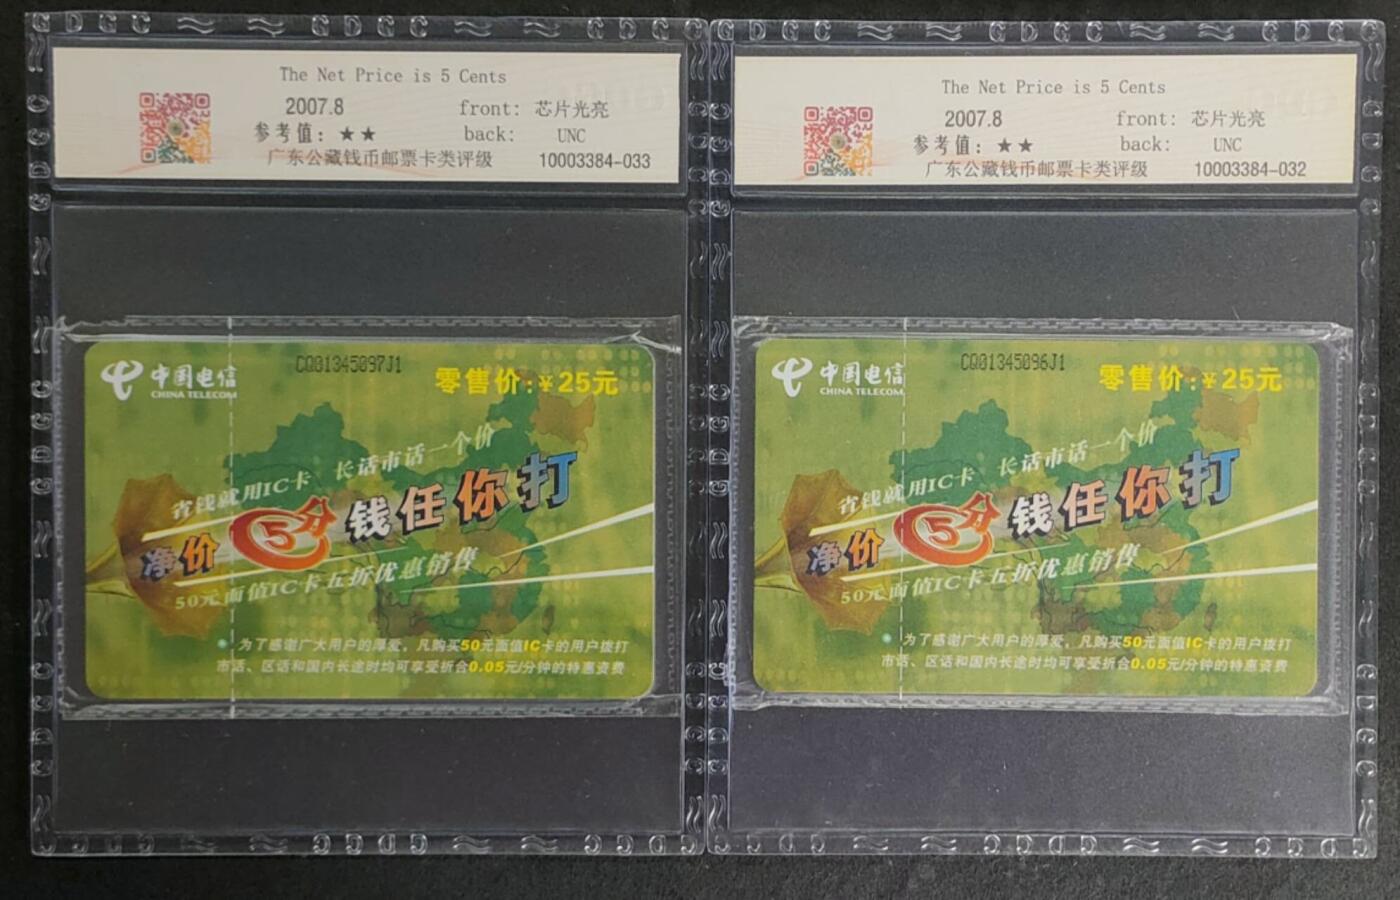 The Net Price is 5 Cents
2007.8
front: 芯片光亮
参考值: ★★
back: UNC
广东公藏钱币邮票卡类评级
10003384-033
中国电信
CHINA TELECOM
CQ01345097J1
零售价:¥25元
省钱就用IC卡 长话市话一个价
净价5分钱任你打
50元面值IC卡五折优惠销售
为了感谢广大用户的厚爱。凡购买50元面值IC卡的用户拨打
市话、区话和国内长途时均可享受折合0.05元/分钟的特惠资费
The Net Price is 5 Cents
2007.8
front: 芯片光亮
参考值: ★★
back: UNC
广东公藏钱币邮票卡类评级
10003384-032
中国电信
CHINA TELECOM
CQ01345096J1
零售价:¥25元
省钱就用IC卡 长话市话一个价
净价5分钱任你打
50元面值IC卡五折优惠销售
为了感谢广大用户的厚爱。凡购买50元面值IC卡的用户拨打
市话、区话和国内长途时均可享受折合0.05元/分钟的特惠资费